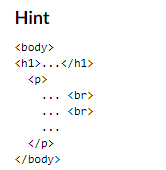 Hint
<body>
<h1>...</h1>
<p>
... <br>
... <br>
...
</p>
</body>